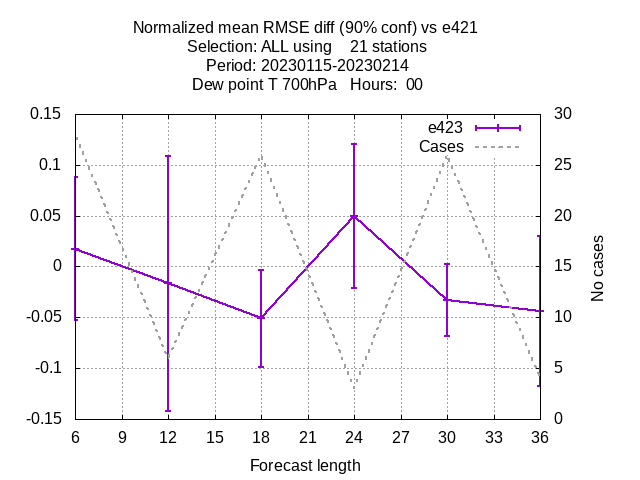 Normalized mean RMSE diff (90% conf) vs e421
Selection: ALL using    21 stations
Period: 20230115-20230214
Dew point T 700hPa   Hours:  00
0.15
0.1
0.05
0
-0.05
-0.1
-0.15
e423
Cases
30
25
20
15
10
5
0
No cases
6 9 12 15 18 21 24 27 30 33 36
Forecast length